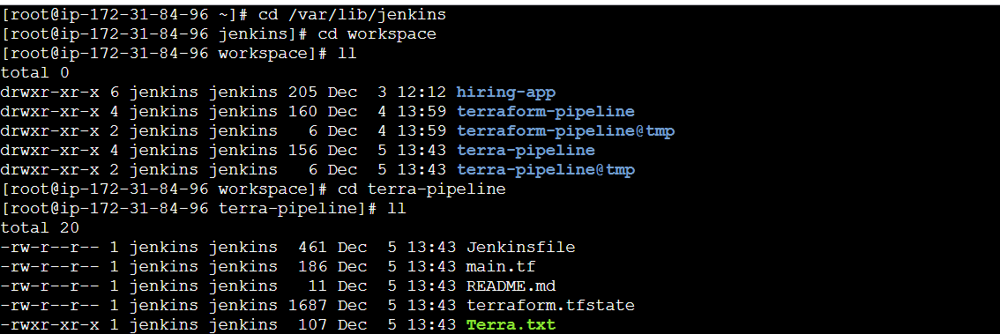 [root@ip-172-31-84-96 ~]# cd /var/lib/jenkins
[root@ip-172-31-84-96 jenkins]# cd workspace
[root@ip-172-31-84-96 workspace]# ll
total 0
drwxr-xr-x 6 jenkins jenkins 205 Dec  3 12:12 hiring-app
drwxr-xr-x 4 jenkins jenkins 160 Dec  4 13:59 terraform-pipeline
drwxr-xr-x 2 jenkins jenkins   6 Dec  4 13:59 terraform-pipeline@tmp
drwxr-xr-x 4 jenkins jenkins 156 Dec  5 13:43 terra-pipeline
drwxr-xr-x 2 jenkins jenkins   6 Dec  5 13:43 terra-pipeline@tmp
[root@ip-172-31-84-96 workspace]# cd terra-pipeline
[root@ip-172-31-84-96 terra-pipeline]# ll
total 20
-rw-r--r-- 1 jenkins jenkins  461 Dec  5 13:43 Jenkinsfile
-rw-r--r-- 1 jenkins jenkins  186 Dec  5 13:43 main.tf
-rw-r--r-- 1 jenkins jenkins   11 Dec  5 13:43 README.md
-rw-r--r-- 1 jenkins jenkins 1687 Dec  5 13:43 terraform.tfstate
-rwxr-xr-x 1 jenkins jenkins  107 Dec  5 13:43 Terra.txt